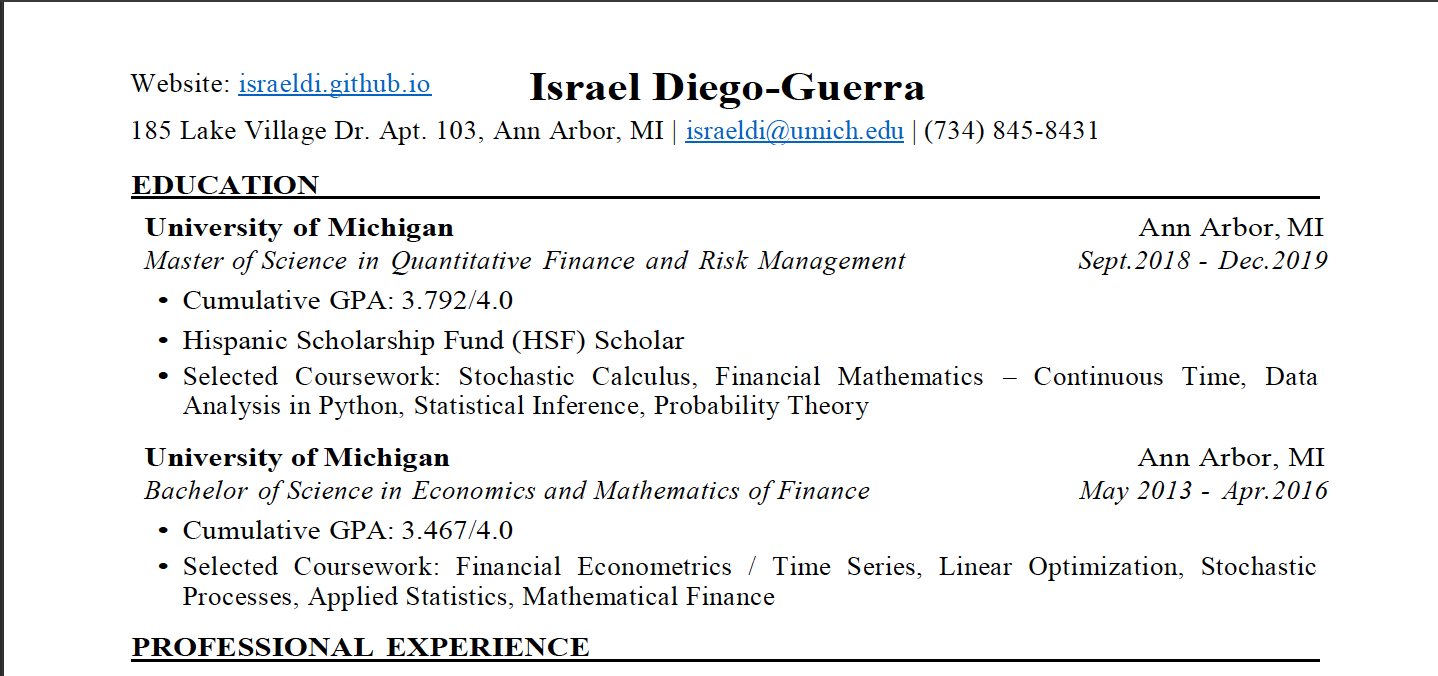 Website: israeldi.github.io Israel Diego-Guerra
185 Lake Village Dr. Apt. 103, Ann Arbor, MI | israeldi@umich.edu | (734) 845-8431
EDUCATION
University of Michigan Ann Arbor, MI
Master of Science in Quantitative Finance and Risk Management Sept.2018 - Dec.2019
• Cumulative GPA: 3.792/4.0
• Hispanic Scholarship Fund (HSF) Scholar
• Selected Coursework: Stochastic Calculus, Financial Mathematics – Continuous Time, Data
Analysis in Python, Statistical Inference, Probability Theory
University of Michigan Ann Arbor, MI
Bachelor of Science in Economics and Mathematics of Finance May 2013 - Apr.2016
• Cumulative GPA: 3.467/4.0
• Selected Coursework: Financial Econometrics / Time Series, Linear Optimization, Stochastic
Processes, Applied Statistics, Mathematical Finance
PROFESSIONAL EXPERIENCE